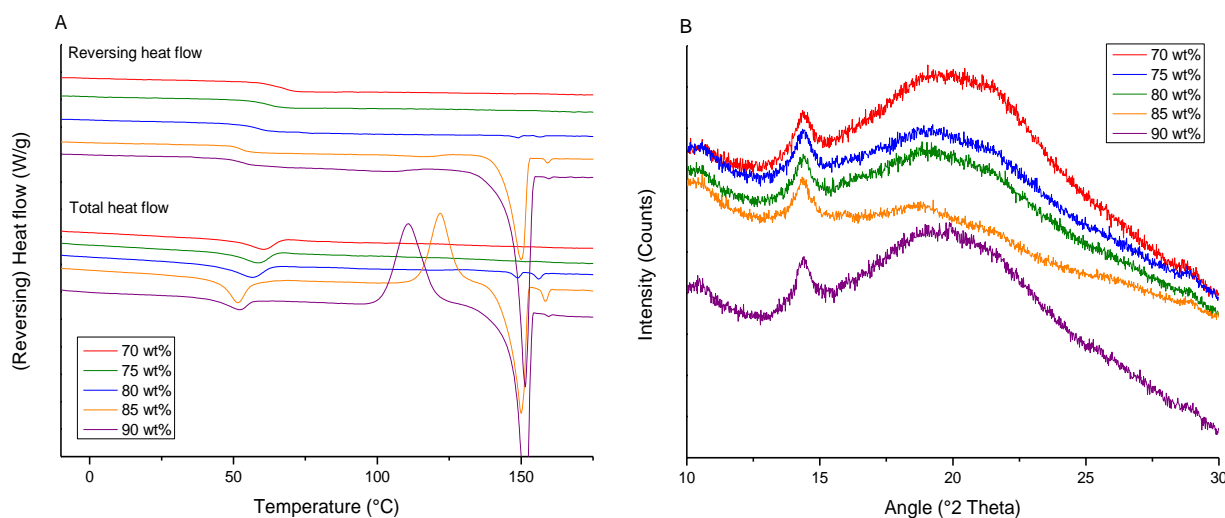 A
Reversing heat flow
Total heat flow
(Reversing) Heat flow (W/g)
70 wt%
75 wt%
80 wt%
85 wt%
90 wt%
0 50 100 150
Temperature (°C)
B
70 wt%
75 wt%
80 wt%
85 wt%
90 wt%
Intensity (Counts)
10 15 20 25 30
Angle (°2 Theta)